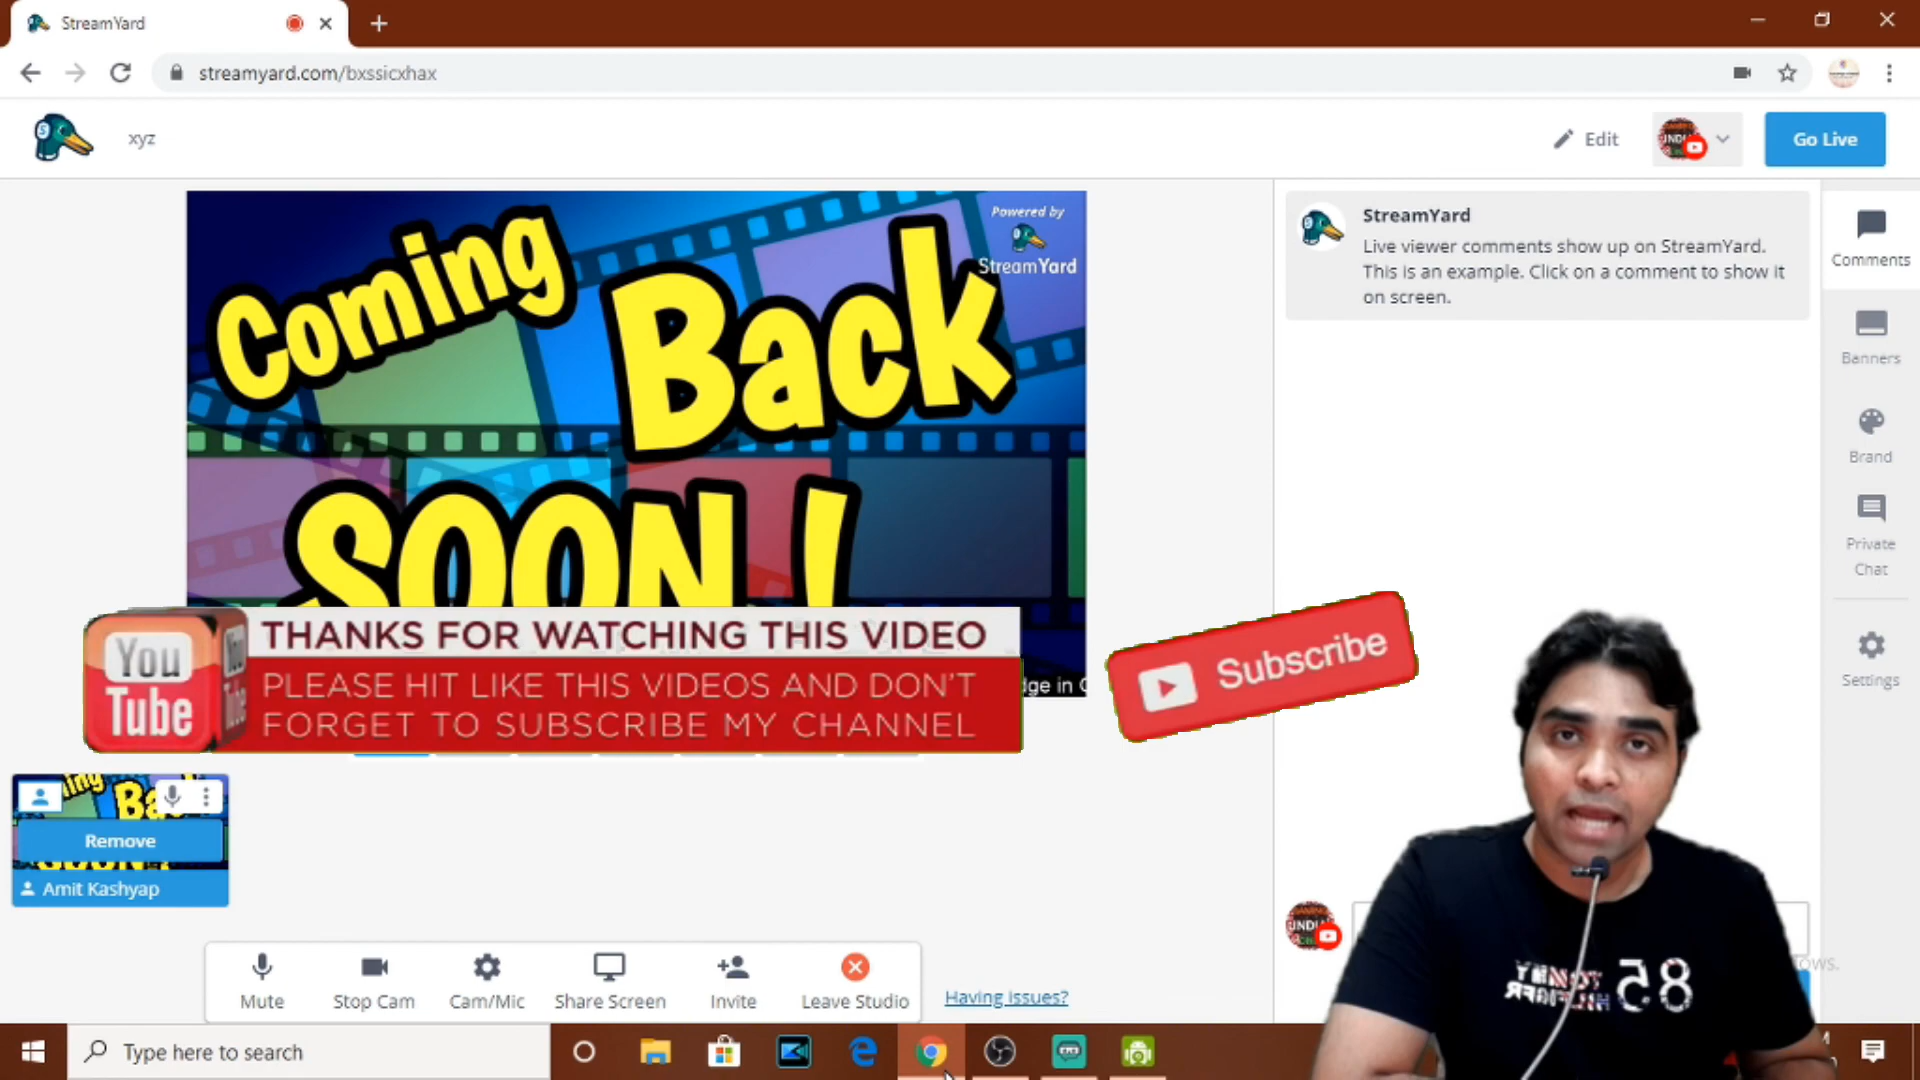 StreamYard
streamyard.com/bxssicxhax
xyz
Edit
Go Live
Coming
Back
SOON !
Powered by
StreamYard
StreamYard
Live viewer comments show up on StreamYard.
This is an example. Click on a comment to show it
on screen.
Comments
Banners
Brand
Private
Chat
Settings
You
Tube
THANKS FOR WATCHING THIS VIDEO
PLEASE HIT LIKE THIS VIDEOS AND DON'T
FORGET TO SUBSCRIBE MY CHANNEL
Subscribe
Remove
Amit Kashyap
Mute
Stop Cam
Cam/Mic
Share Screen
Invite
Leave Studio
Having issues?
85
Type here to search